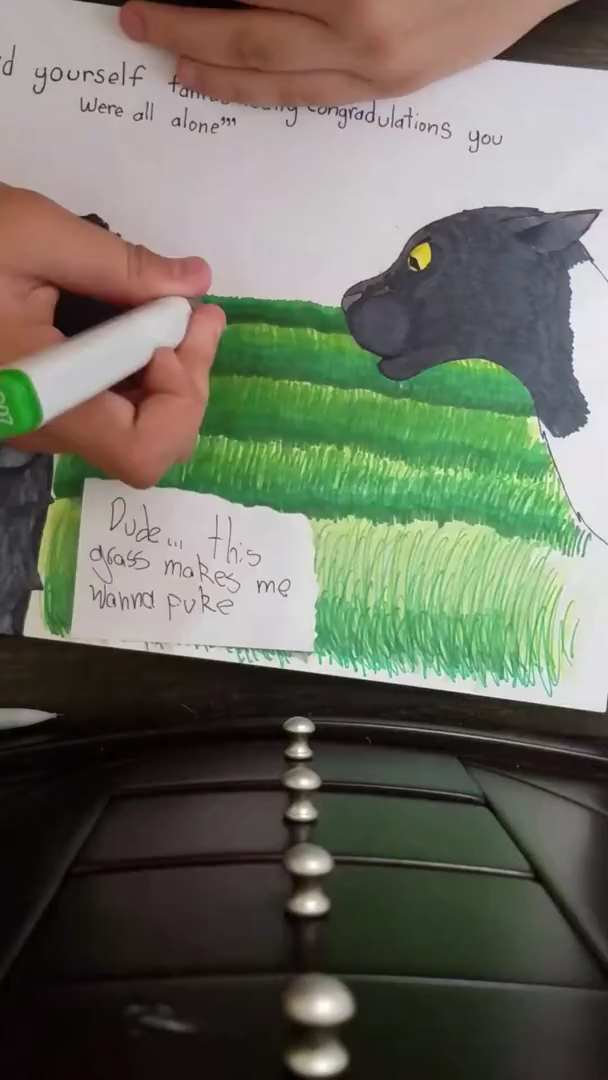 d yourself congradulations you
Were all alone"
Dude... this
grass makes me
wanna puke